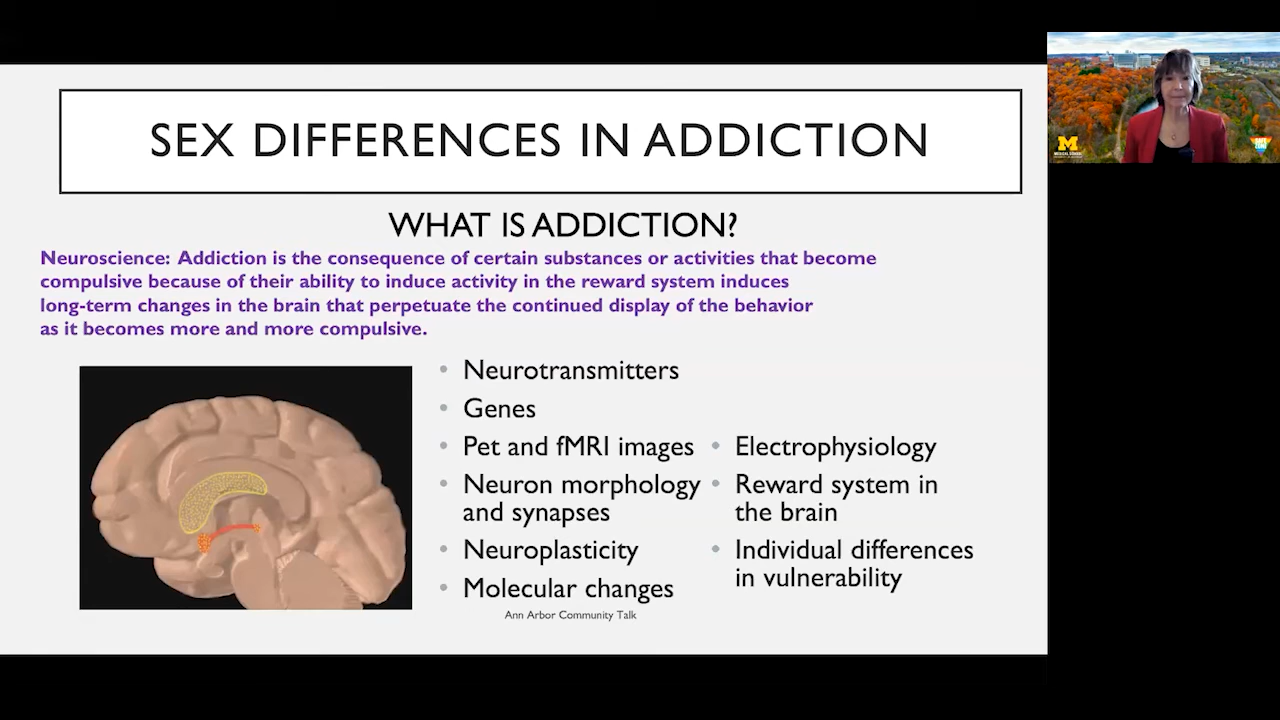 SEX DIFFERENCES IN ADDICTION
WHAT IS ADDICTION?
Neuroscience: Addiction is the consequence of certain substances or activities that become
compulsive because of their ability to induce activity in the reward system induces
long-term changes in the brain that perpetuate the continued display of the behavior
as it becomes more and more compulsive.
• Neurotransmitters
• Genes
• Pet and fMRI images
• Neuron morphology
and synapses
• Neuroplasticity
• Molecular changes
• Electrophysiology
• Reward system in
the brain
• Individual differences
in vulnerability
Ann Arbor Community Talk
M